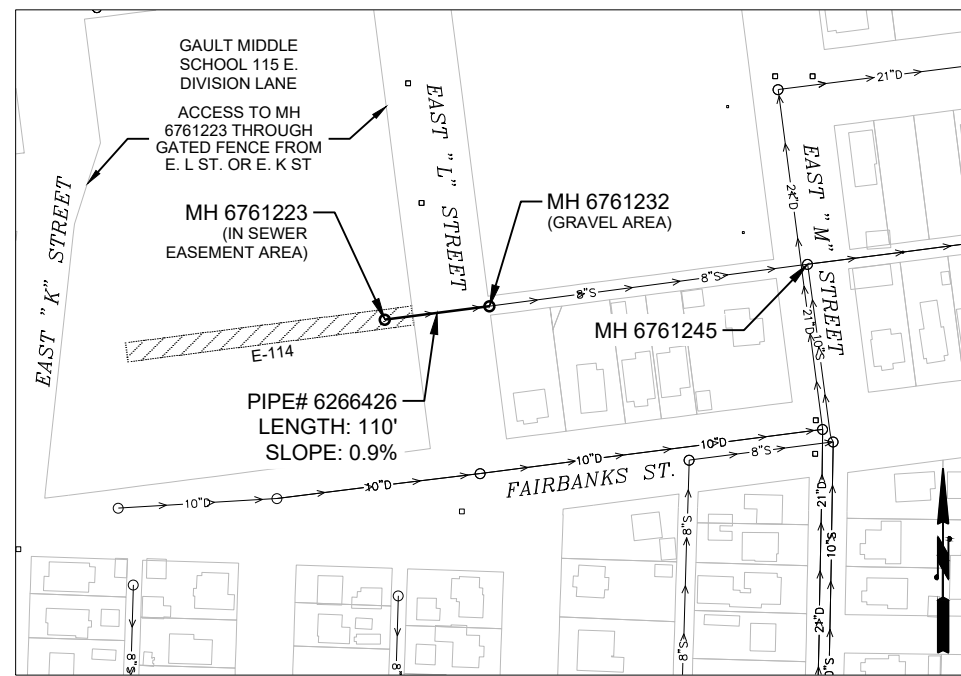 GAULT MIDDLE
SCHOOL 115 E.
DIVISION LANE
ACCESS TO MH
6761223 THROUGH
GATED FENCE FROM
E. L ST. OR E. K ST
EAST "K" STREET
EAST "L" STREET
EAST "M" STREET
21"D
21"D
MH 6761223
(IN SEWER
EASEMENT AREA)
MH 6761232
(GRAVEL AREA)
8"S
8"S
MH 6761245
21"D
10"S
E-114
PIPE# 6266426
LENGTH: 110'
SLOPE: 0.9%
10"D
10"D
10"D
10"D
8"S
FAIRBANKS ST.
8"S
8"S
21"D
10"S
21"D
10"S
8"S
8"
N